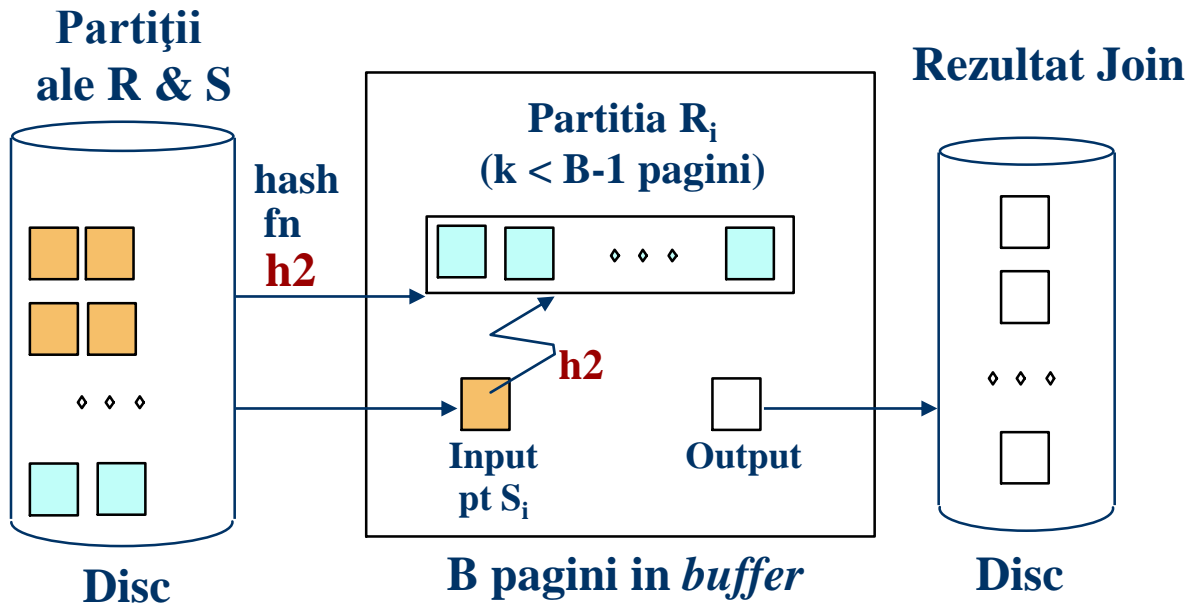 Partiţii
ale R & S
Rezultat Join
Partitia Ri
(k < B-1 pagini)
hash
fn
h2
h2
Input
pt Si
Output
Disc
B pagini in buffer
Disc